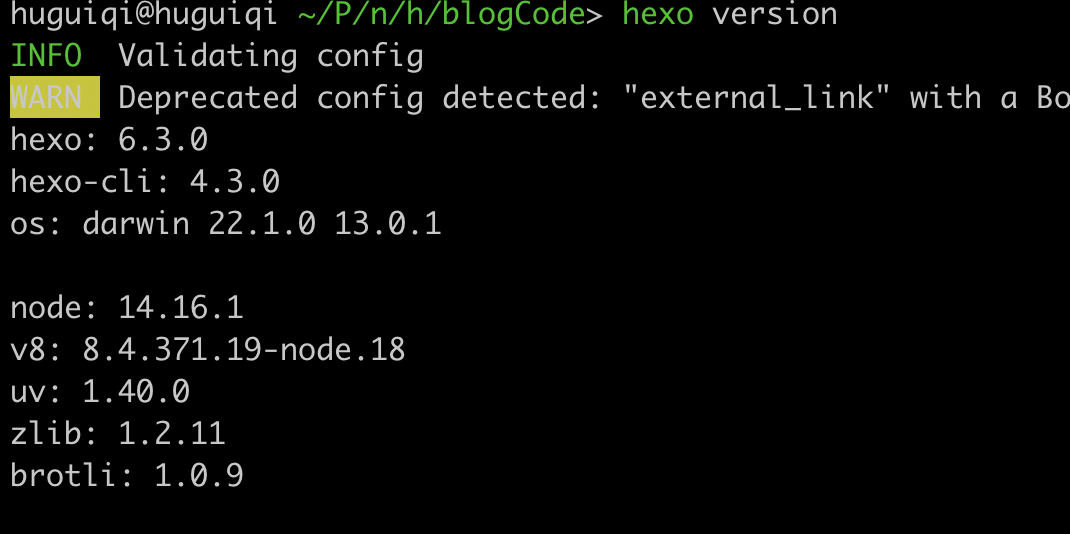 huguiqi@huguiqi ~/P/n/h/blogCode> hexo version
INFO  Validating config
WARN  Deprecated config detected: "external_link" with a Bo
hexo: 6.3.0
hexo-cli: 4.3.0
os: darwin 22.1.0 13.0.1
node: 14.16.1
v8: 8.4.371.19-node.18
uv: 1.40.0
zlib: 1.2.11
brotli: 1.0.9